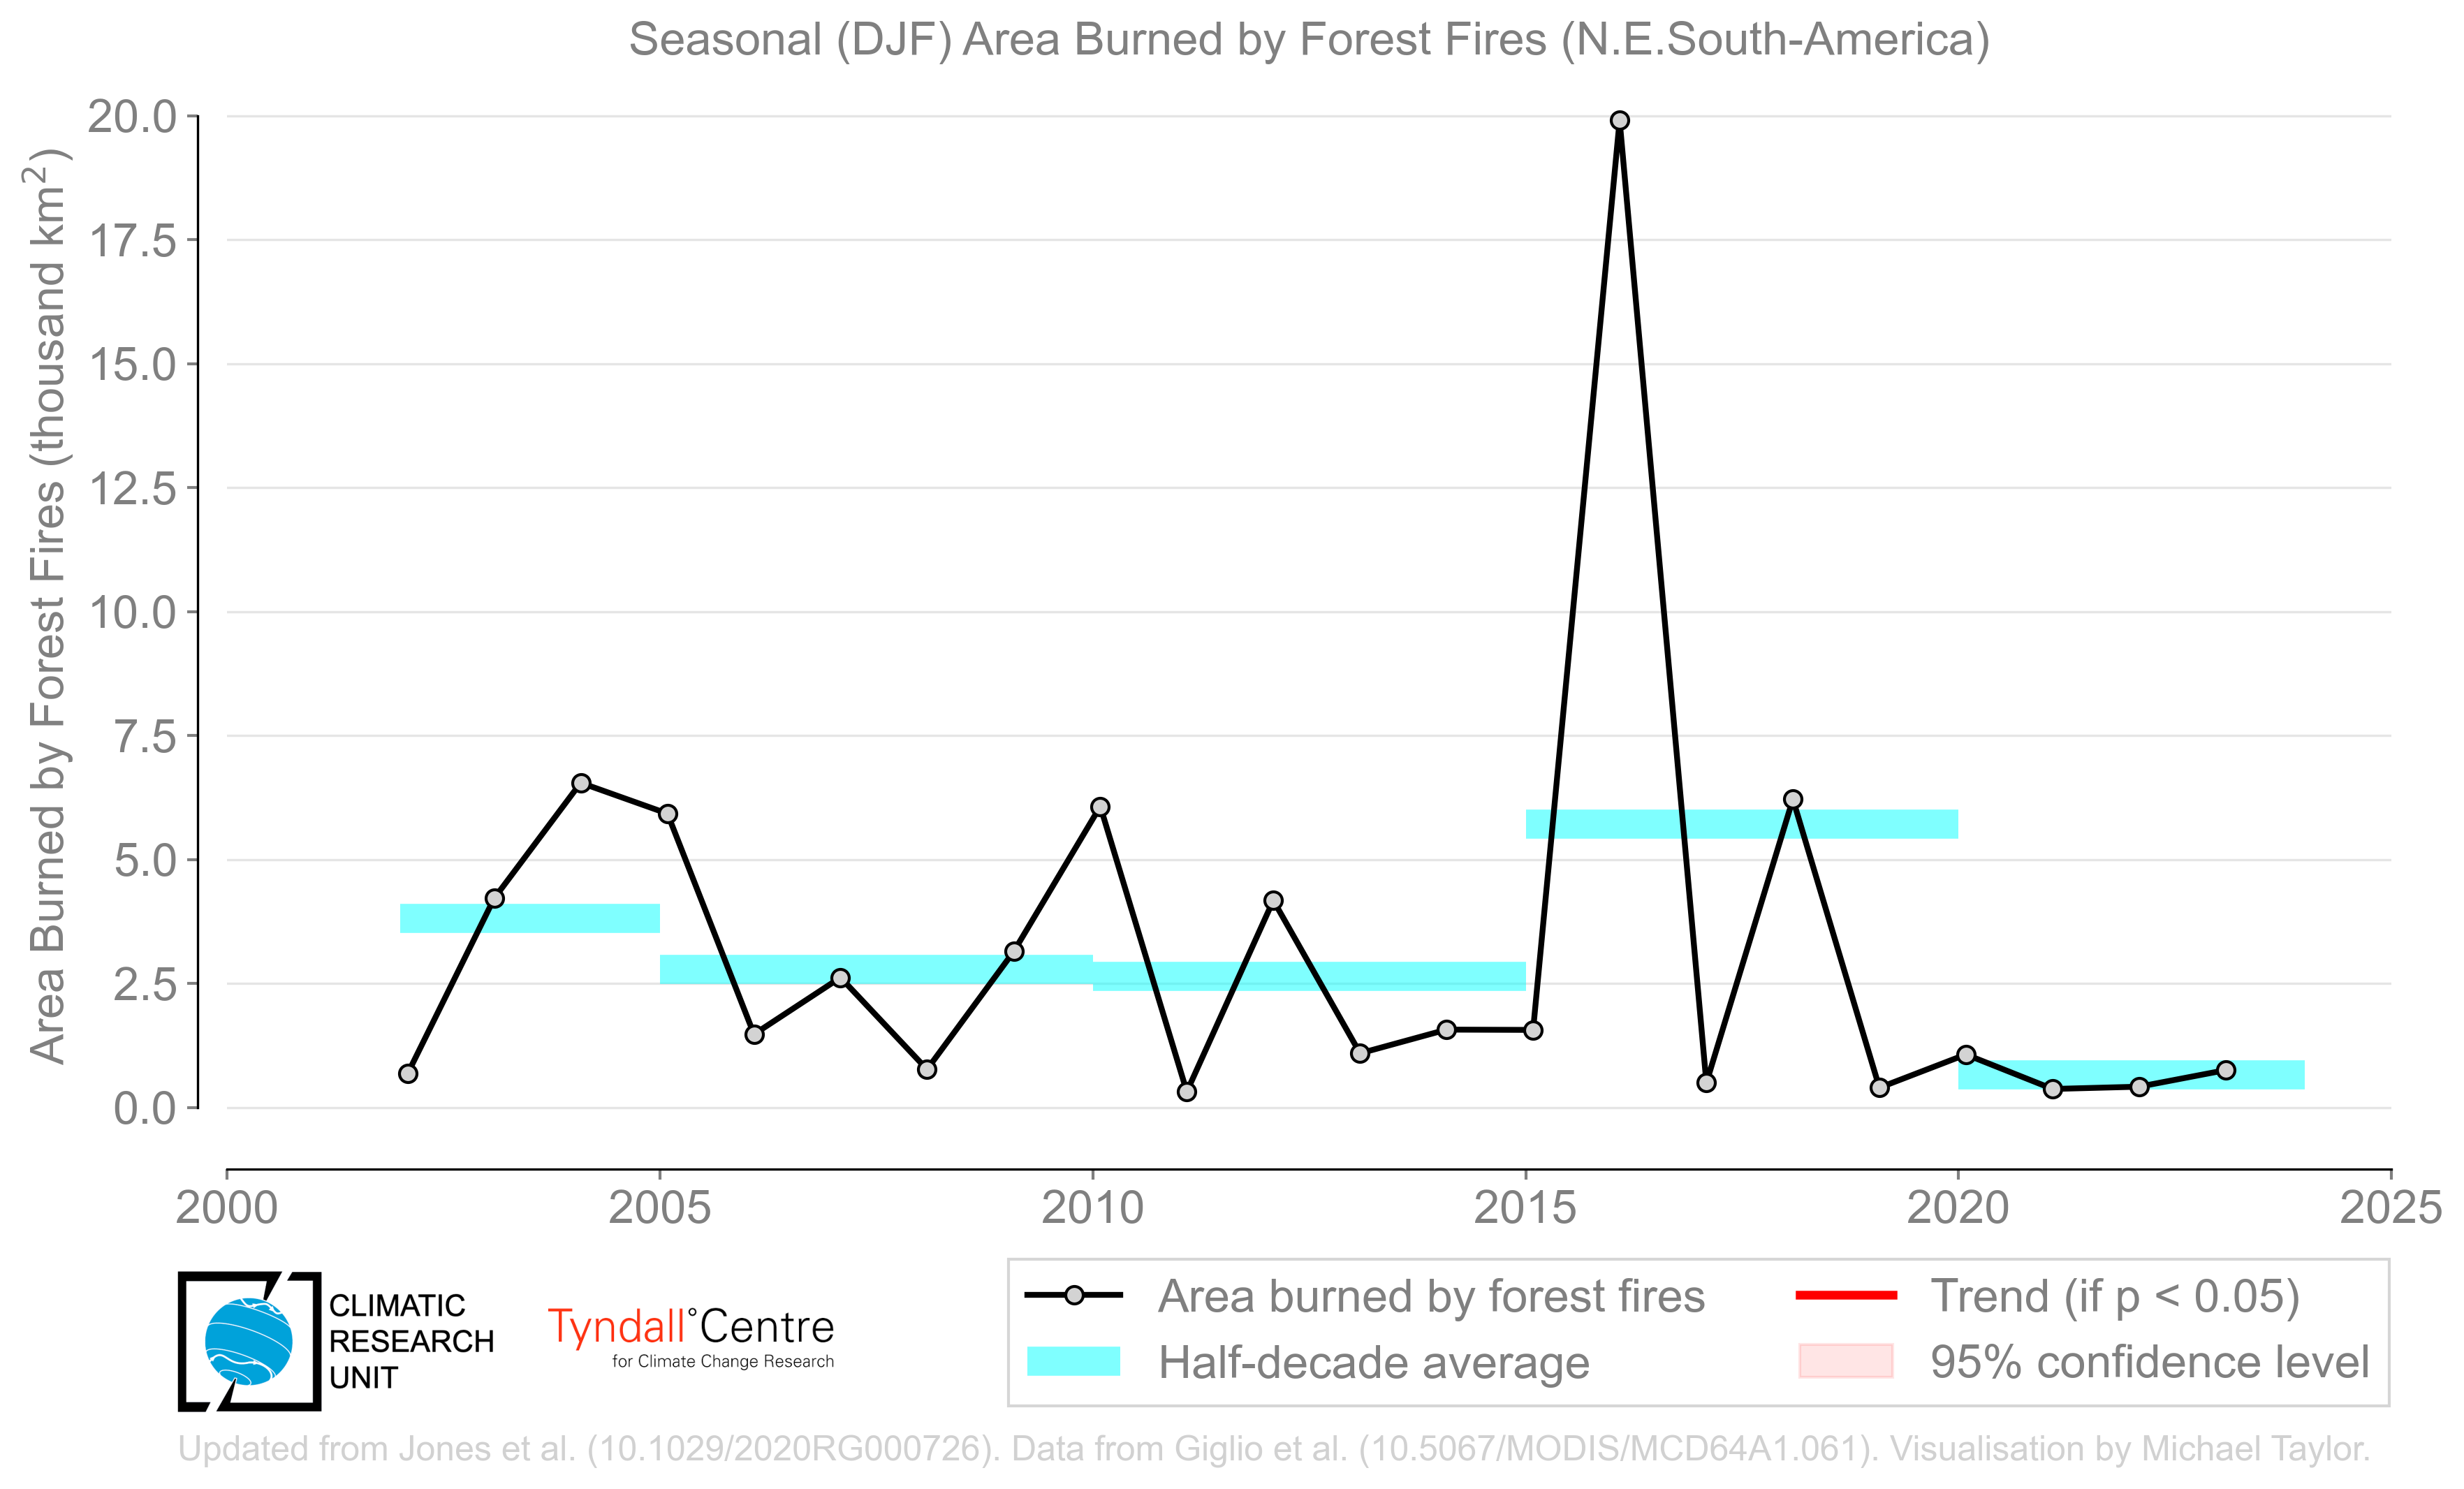 Seasonal (DJF) Area Burned by Forest Fires (N.E.South-America)
Area Burned by Forest Fires (thousand km²)
20.0
17.5
15.0
12.5
10.0
7.5
5.0
2.5
0.0
2000 2005 2010 2015 2020 2025
CLIMATIC
RESEARCH
UNIT
Tyndall°Centre
for Climate Change Research
Area burned by forest fires
Half-decade average
Trend (if p < 0.05)
95% confidence level
Updated from Jones et al. (10.1029/2020RG000726). Data from Giglio et al. (10.5067/MODIS/MCD64A1.061). Visualisation by Michael Taylor.